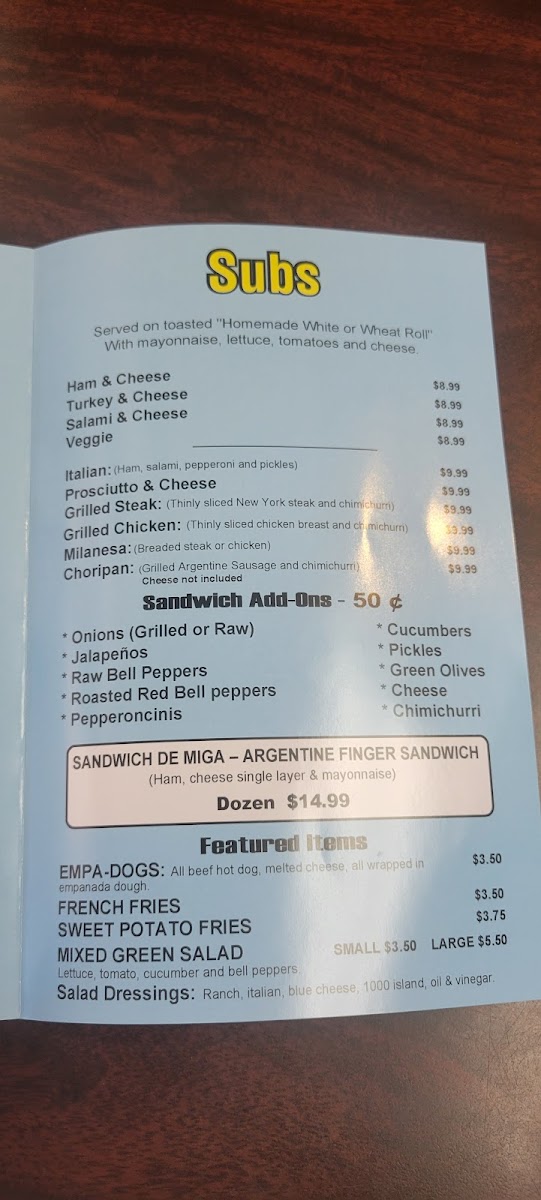 Subs
Served on toasted "Homemade White or Wheat Roll"
With mayonnaise, lettuce, tomatoes and cheese.
Ham & Cheese $8.99
Turkey & Cheese $8.99
Salami & Cheese $8.99
Veggie $8.99
Italian: (Ham, salami, pepperoni and pickles) $9.99
Prosciutto & Cheese $9.99
Grilled Steak: (Thinly sliced New York steak and chimichurri) $9.99
Grilled Chicken: (Thinly sliced chicken breast and chimichurri) $9.99
Milanesa: (Breaded steak or chicken) $9.99
Choripan: (Grilled Argentine Sausage and chimichurri) $9.99
Cheese not included
Sandwich Add-Ons - 50 ¢
* Onions (Grilled or Raw) * Cucumbers
* Jalapeños * Pickles
* Raw Bell Peppers * Green Olives
* Roasted Red Bell peppers * Cheese
* Pepperoncinis * Chimichurri
SANDWICH DE MIGA – ARGENTINE FINGER SANDWICH
(Ham, cheese single layer & mayonnaise)
Dozen $14.99
Featured Items
EMPA-DOGS: All beef hot dog, melted cheese, all wrapped in $3.50
empanada dough.
FRENCH FRIES $3.50
SWEET POTATO FRIES $3.75
MIXED GREEN SALAD SMALL $3.50 LARGE $5.50
Lettuce, tomato, cucumber and bell peppers
Salad Dressings: Ranch, italian, blue cheese, 1000 island, oil & vinegar.